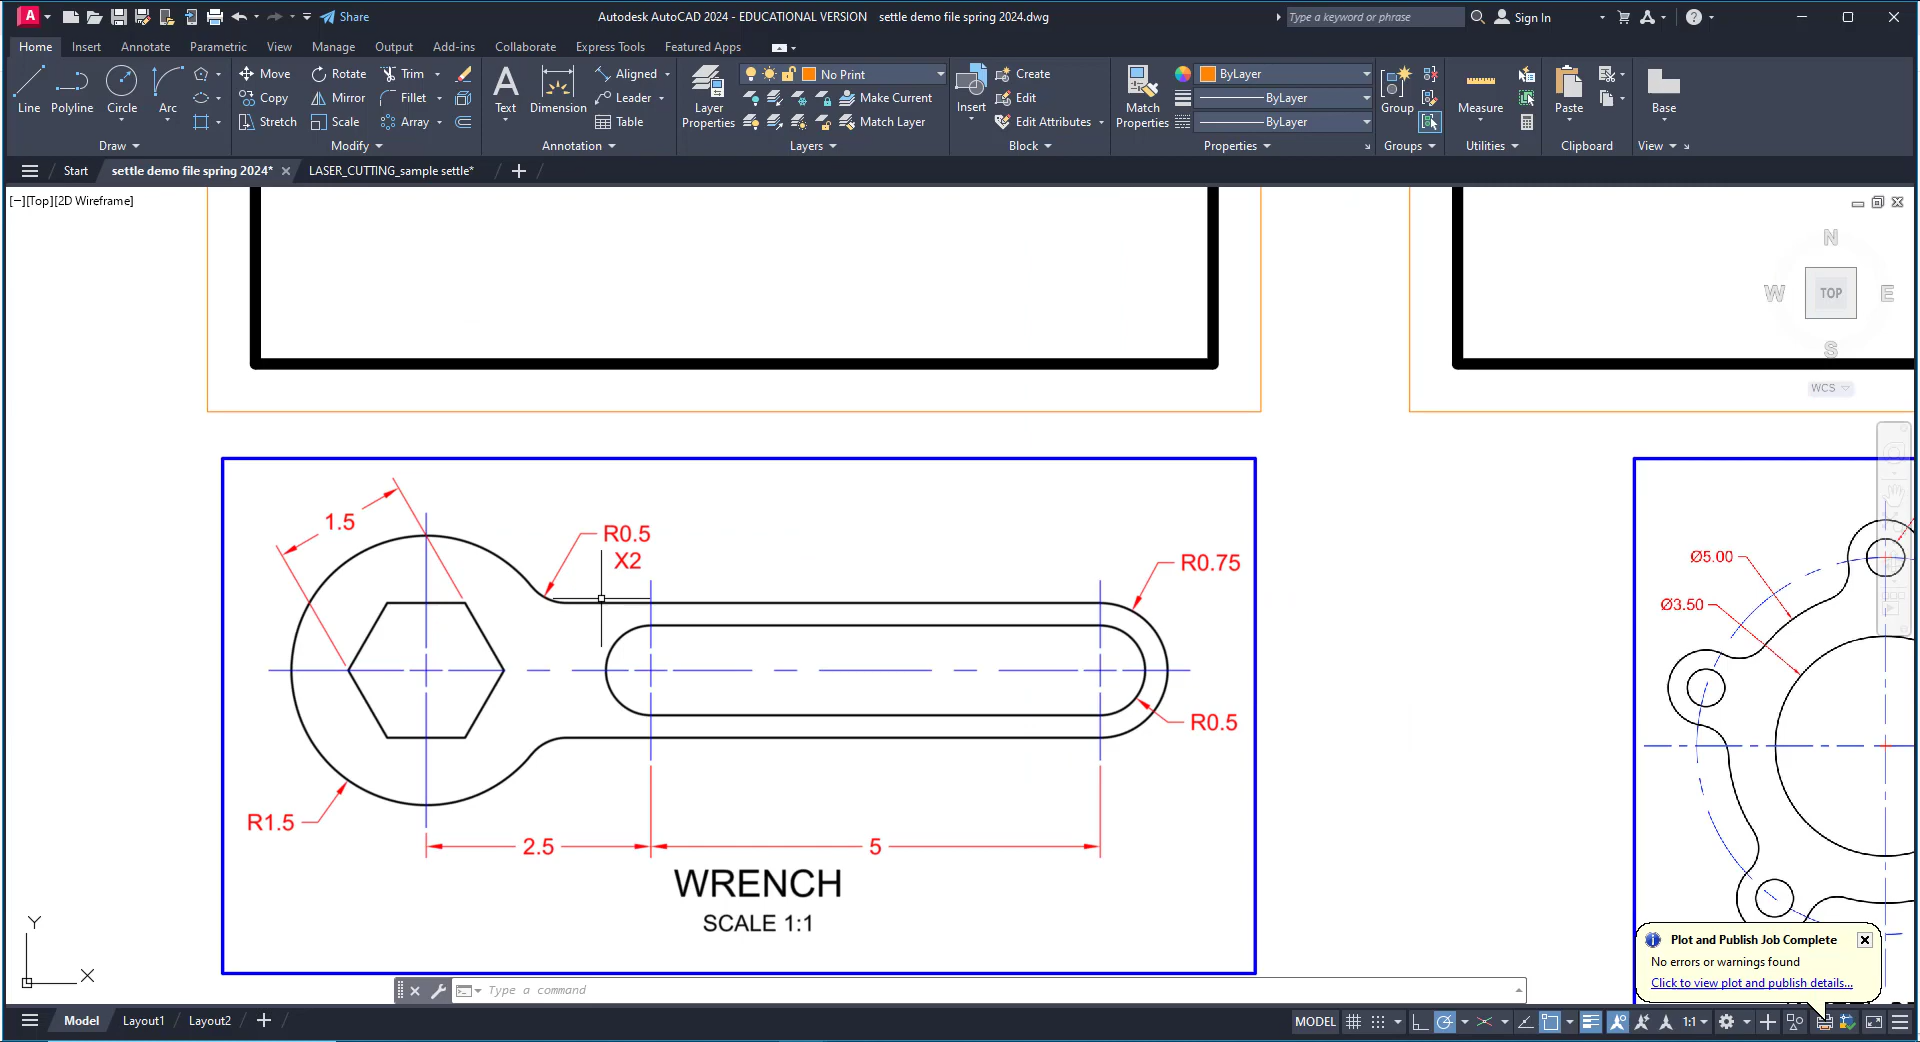 A
Share
Autodesk AutoCAD 2024 - EDUCATIONAL VERSION settle demo file spring 2024.dwg
Type a keyword or phrase
Sign In
Home Insert Annotate Parametric View Manage Output Add-ins Collaborate Express Tools Featured Apps
Line Polyline Circle Arc
Move Rotate Trim
Copy Mirror Fillet
Stretch Scale Array
Text Dimension
Aligned
Leader
Table
Layer Properties
No Print
Make Current
Match Layer
Insert
Create
Edit
Edit Attributes
Match Properties
ByLayer
ByLayer
ByLayer
Group
Measure
Paste
Base
Draw Modify Annotation Layers Block Properties Groups Utilities Clipboard View
Start settle demo file spring 2024* LASER_CUTTING_sample settle*
[−][Top][2D Wireframe]
N
W TOP E
S
WCS
1.5
R0.5
X2
R0.75
R0.5
R1.5
2.5
5
WRENCH
SCALE 1:1
Ø5.00
Ø3.50
Y
X
Type a command
Plot and Publish Job Complete
No errors or warnings found
Click to view plot and publish details...
Model Layout1 Layout2
MODEL
1:1